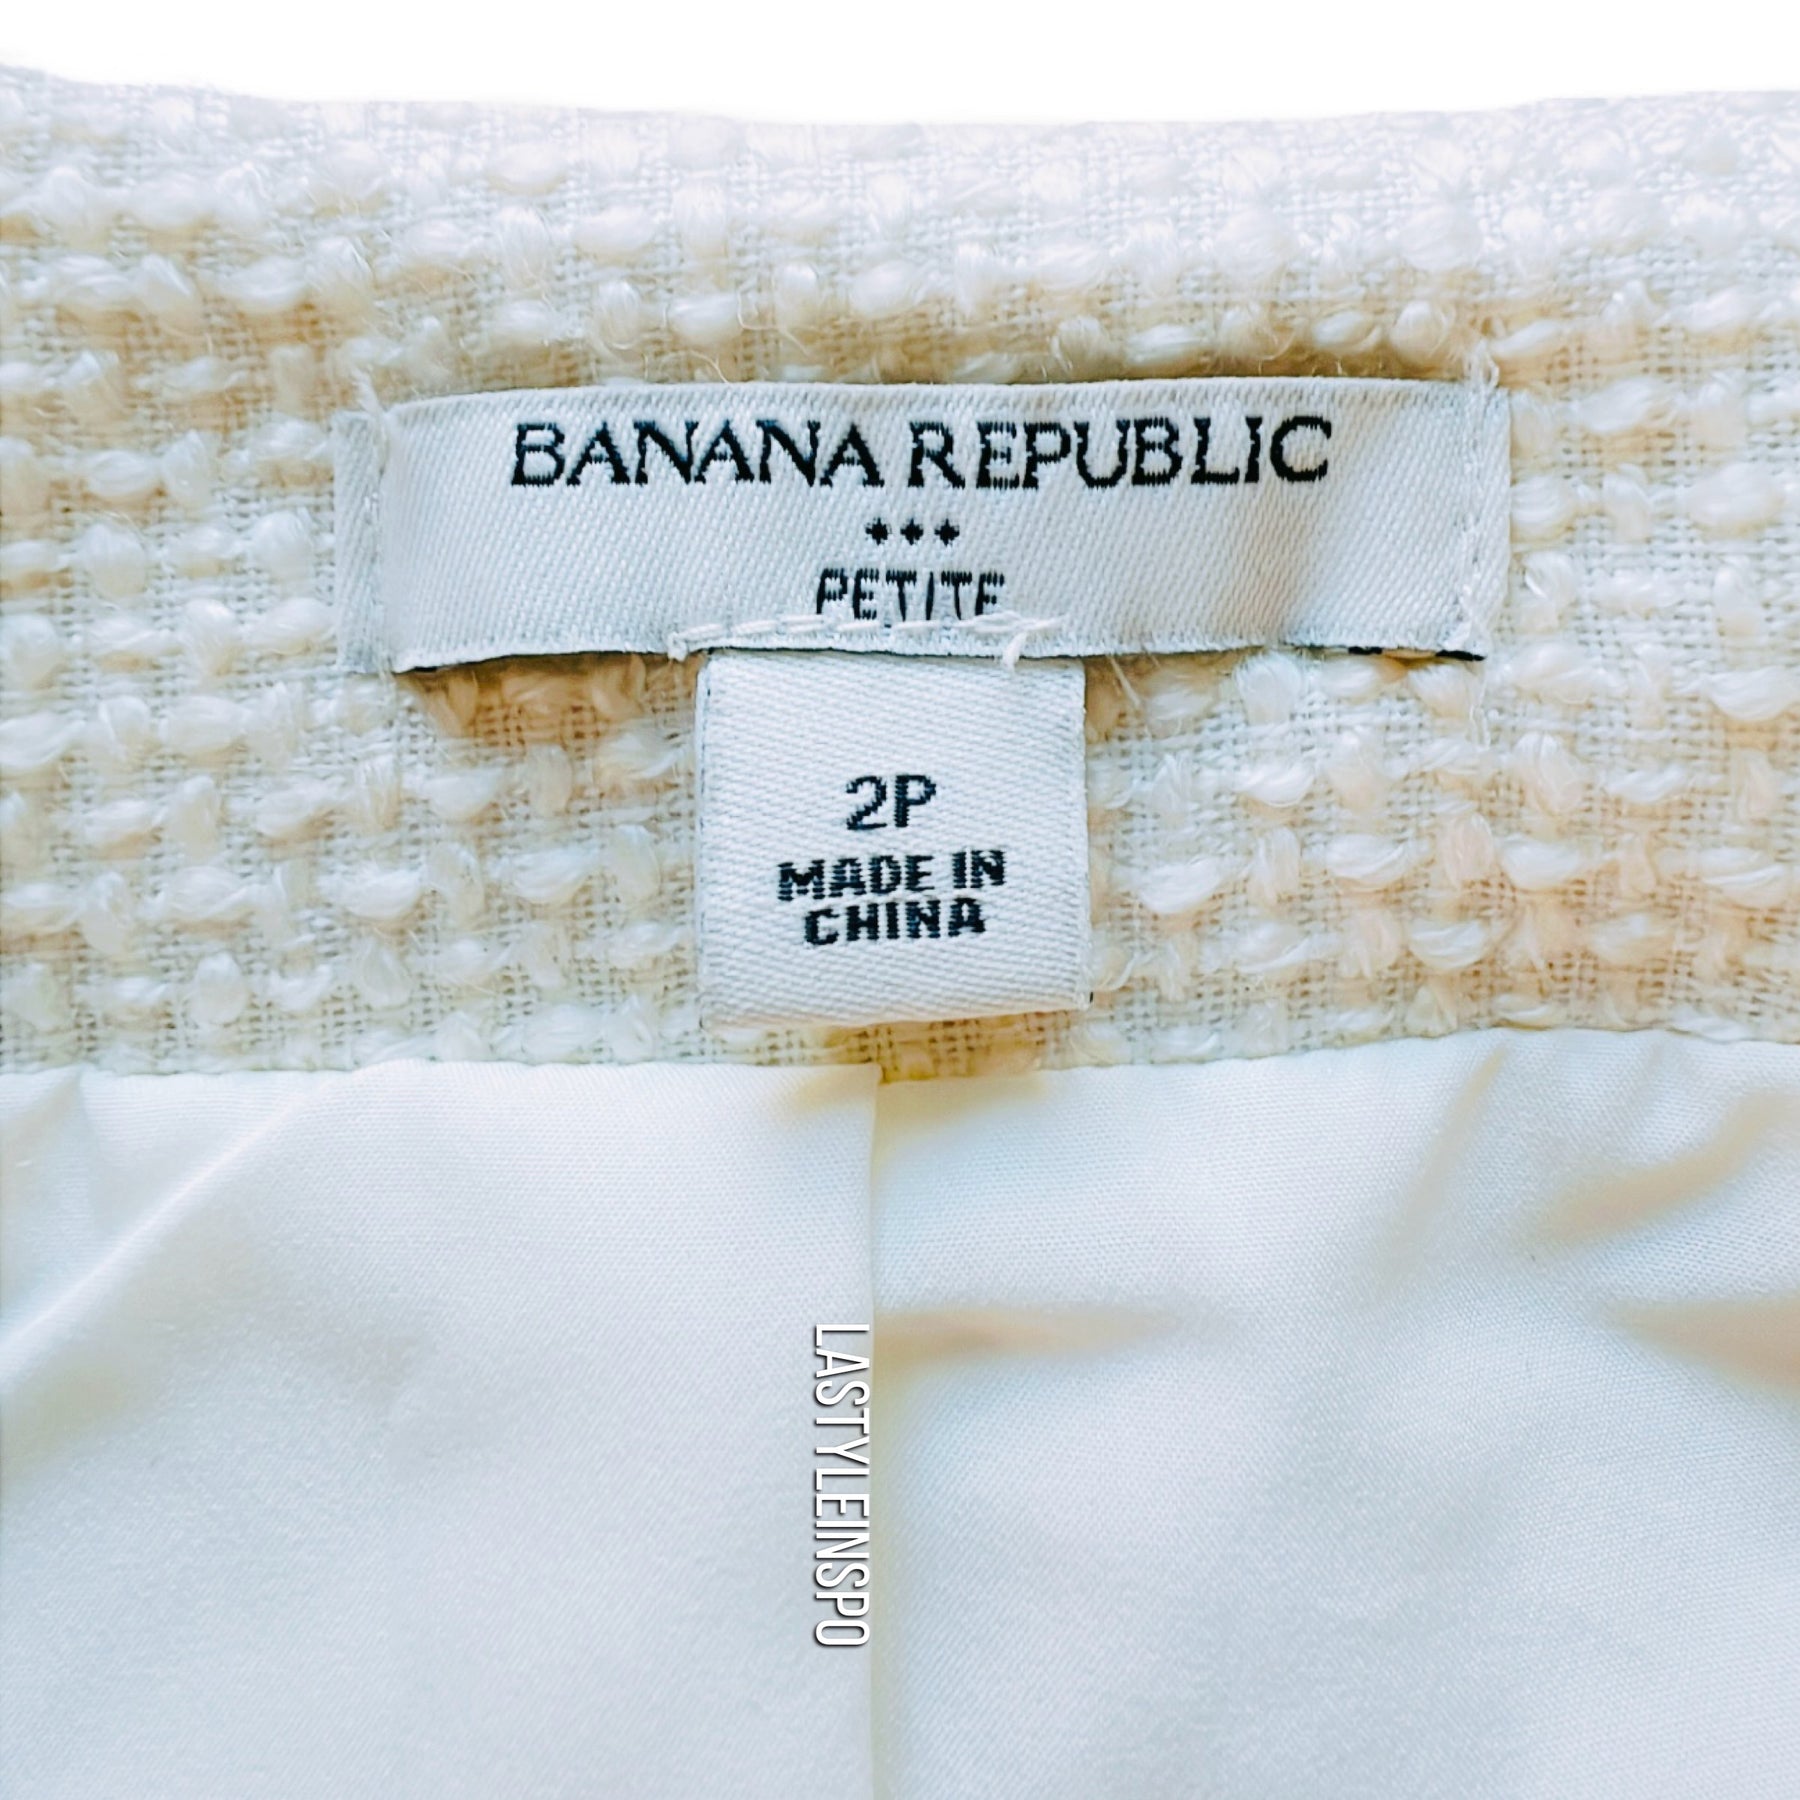 BANANA REPUBLIC
PETITE
2P
MADE IN
CHINA
LASTYLEINSPO